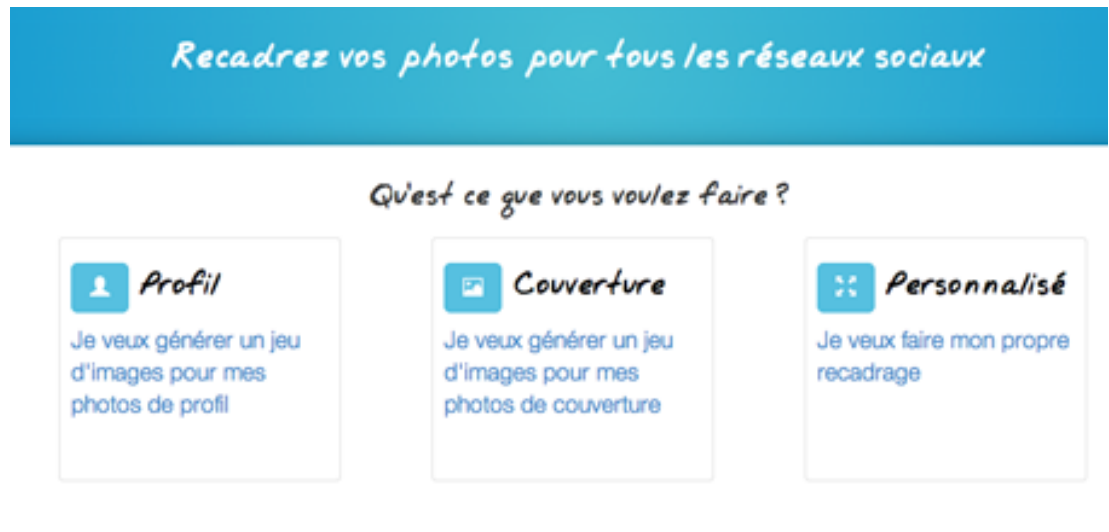 Recadrez vos photos pour tous les réseaux sociaux
Qu'est ce que vous voulez faire ?
Profil
Je veux générer un jeu
d'images pour mes
photos de profil
Couverture
Je veux générer un jeu
d'images pour mes
photos de couverture
Personnalisé
Je veux faire mon propre
recadrage